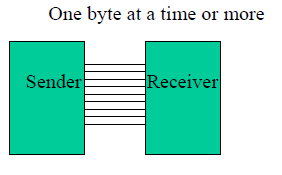 One byte at a time or more
Sender
Receiver